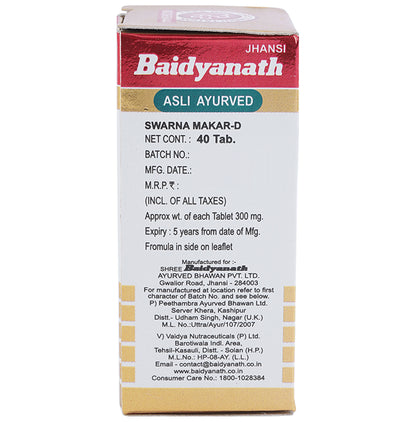 JHANSI
Baidyanath
ASLI AYURVED
SWARNA MAKAR-D
NET CONT. : 40 Tab.
BATCH NO.:
MFG. DATE.:
M.R.P. ₹ :
(INCL. OF ALL TAXES)
Approx wt. of each Tablet 300 mg.
Expiry : 5 years from date of Mfg.
Fromula in side on leaflet
Manufactured for :-
SHREE Baidyanath
AYURVED BHAWAN PVT. LTD.
Gwalior Road, Jhansi - 284003
For manufactured at location refer to first
character of Batch No. and see below.
P) Peethambra Ayurved Bhawan Ltd.
Server Khera, Kashipur
Distt.- Udham Singh, Nagar (U.K.)
M.L. No.:Uttra/Ayur/107/2007
V) Vaidya Nutraceuticals (P) Ltd.
Barotiwala Indl. Area,
Tehsil-Kasauli, Distt. - Solan (H.P.)
M.L.No.: HP-08-AY. (L.L.)
Email - contact@baidyanath.co.in
www.baidyanath.co.in
Consumer Care No.: 1800-1028384